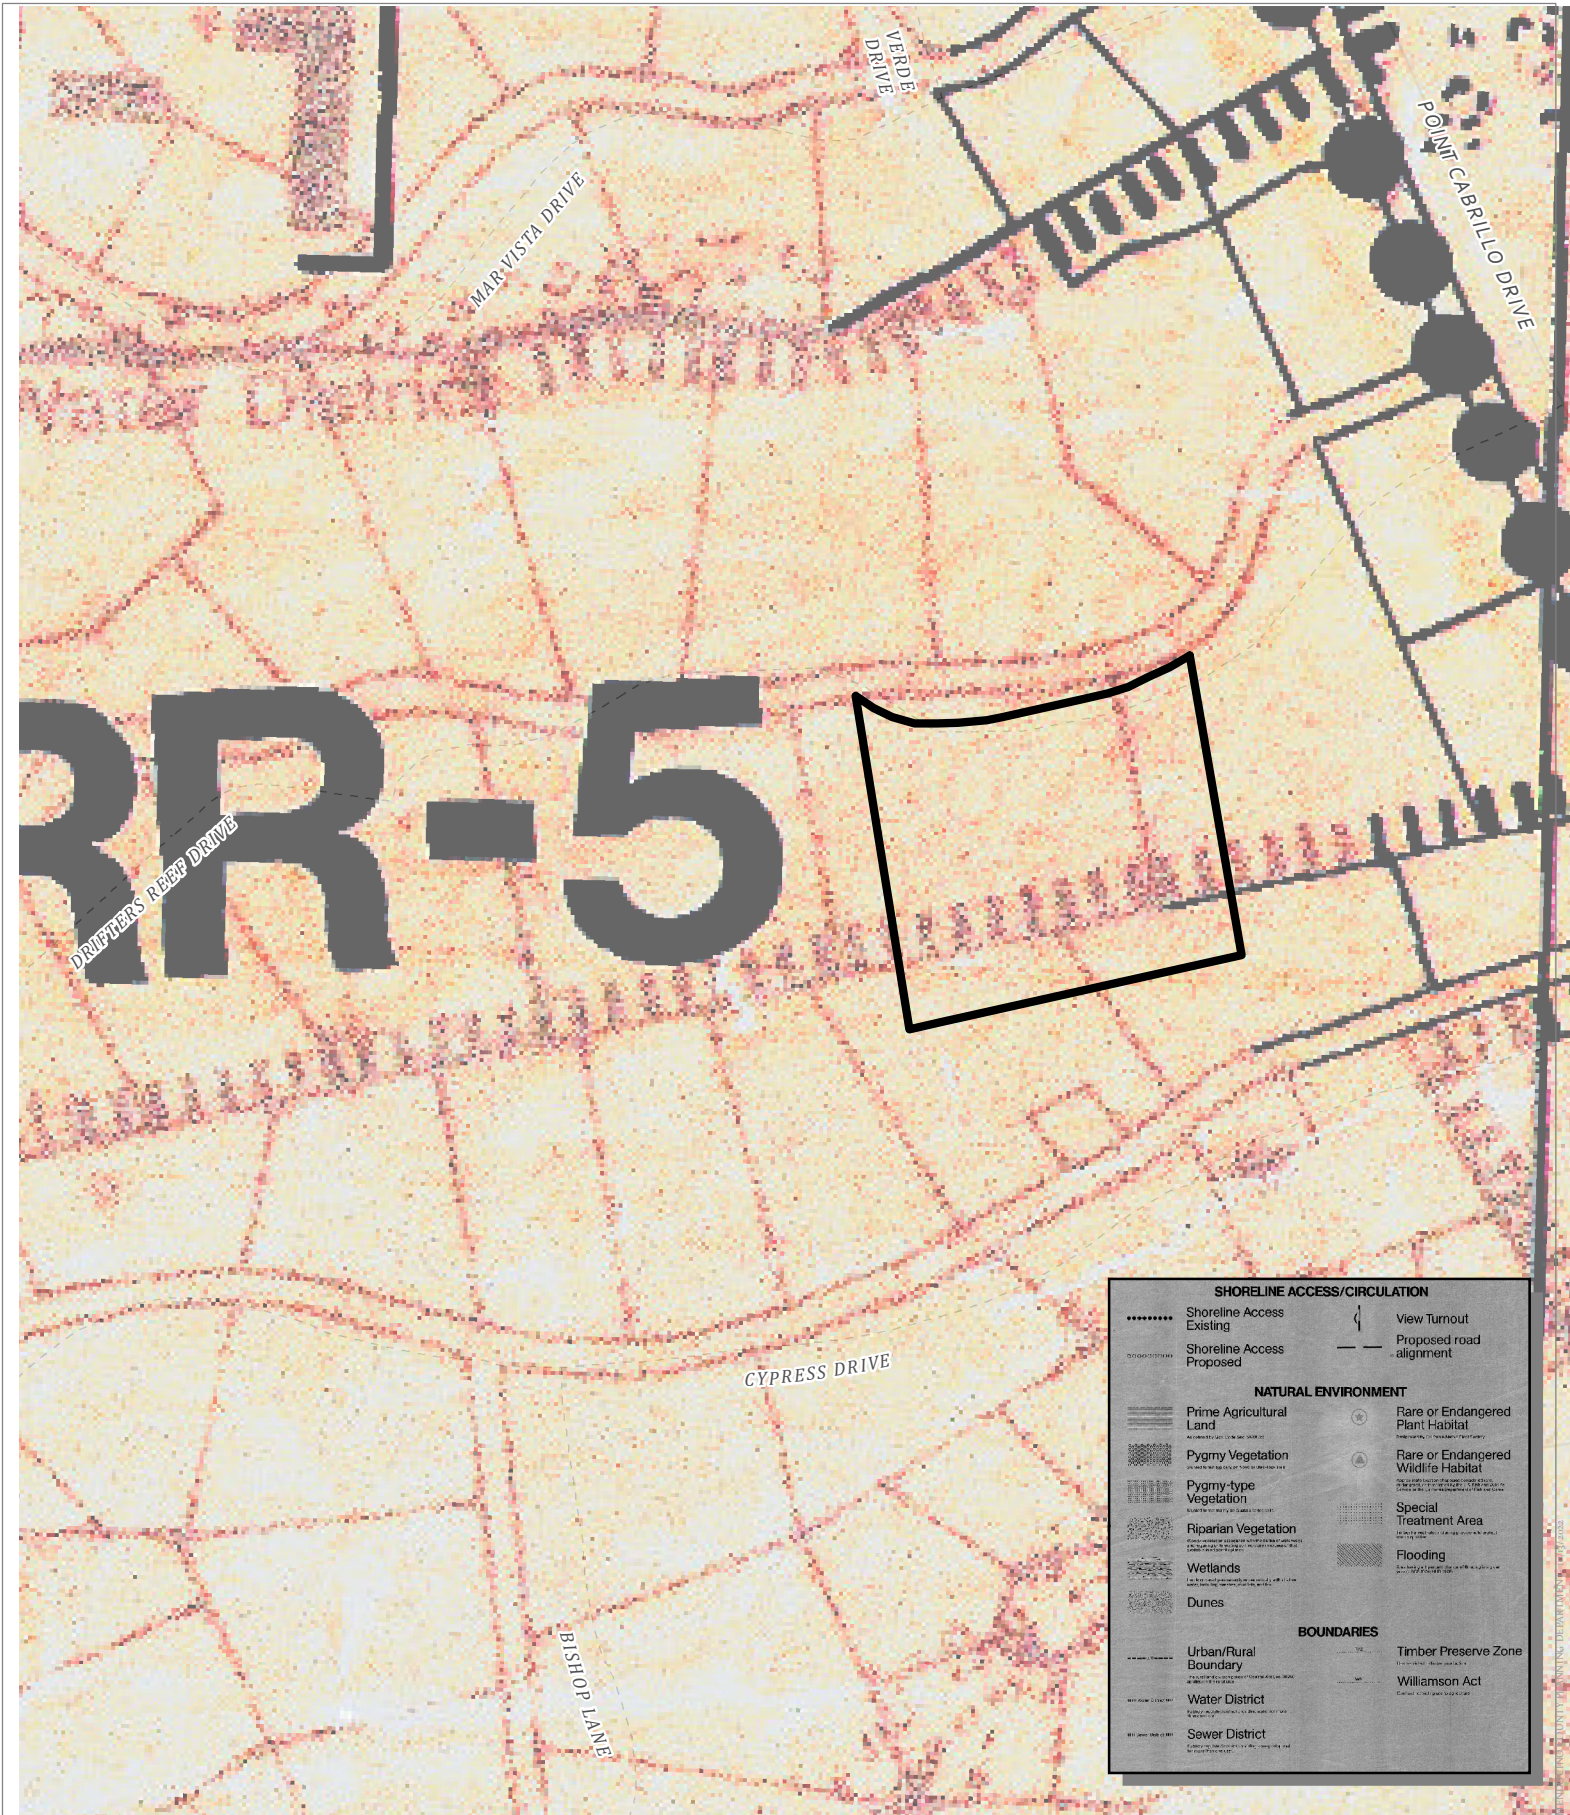 VERDE
DRIVE
POINT CABRILLO DRIVE
MAR VISTA DRIVE
RR-5
DRIFTERS REEF DRIVE
CYPRESS DRIVE
BISHOP LANE
SHORELINE ACCESS/CIRCULATION
Shoreline Access
Existing
Shoreline Access
Proposed
View Turnout
Proposed road
alignment
NATURAL ENVIRONMENT
Prime Agricultural
Land
Pygmy Vegetation
Pygmy-type
Vegetation
Riparian Vegetation
Wetlands
Dunes
Rare or Endangered
Plant Habitat
Rare or Endangered
Wildlife Habitat
Special
Treatment Area
Flooding
BOUNDARIES
Urban/Rural
Boundary
Water District
Sewer District
Timber Preserve Zone
Williamson Act